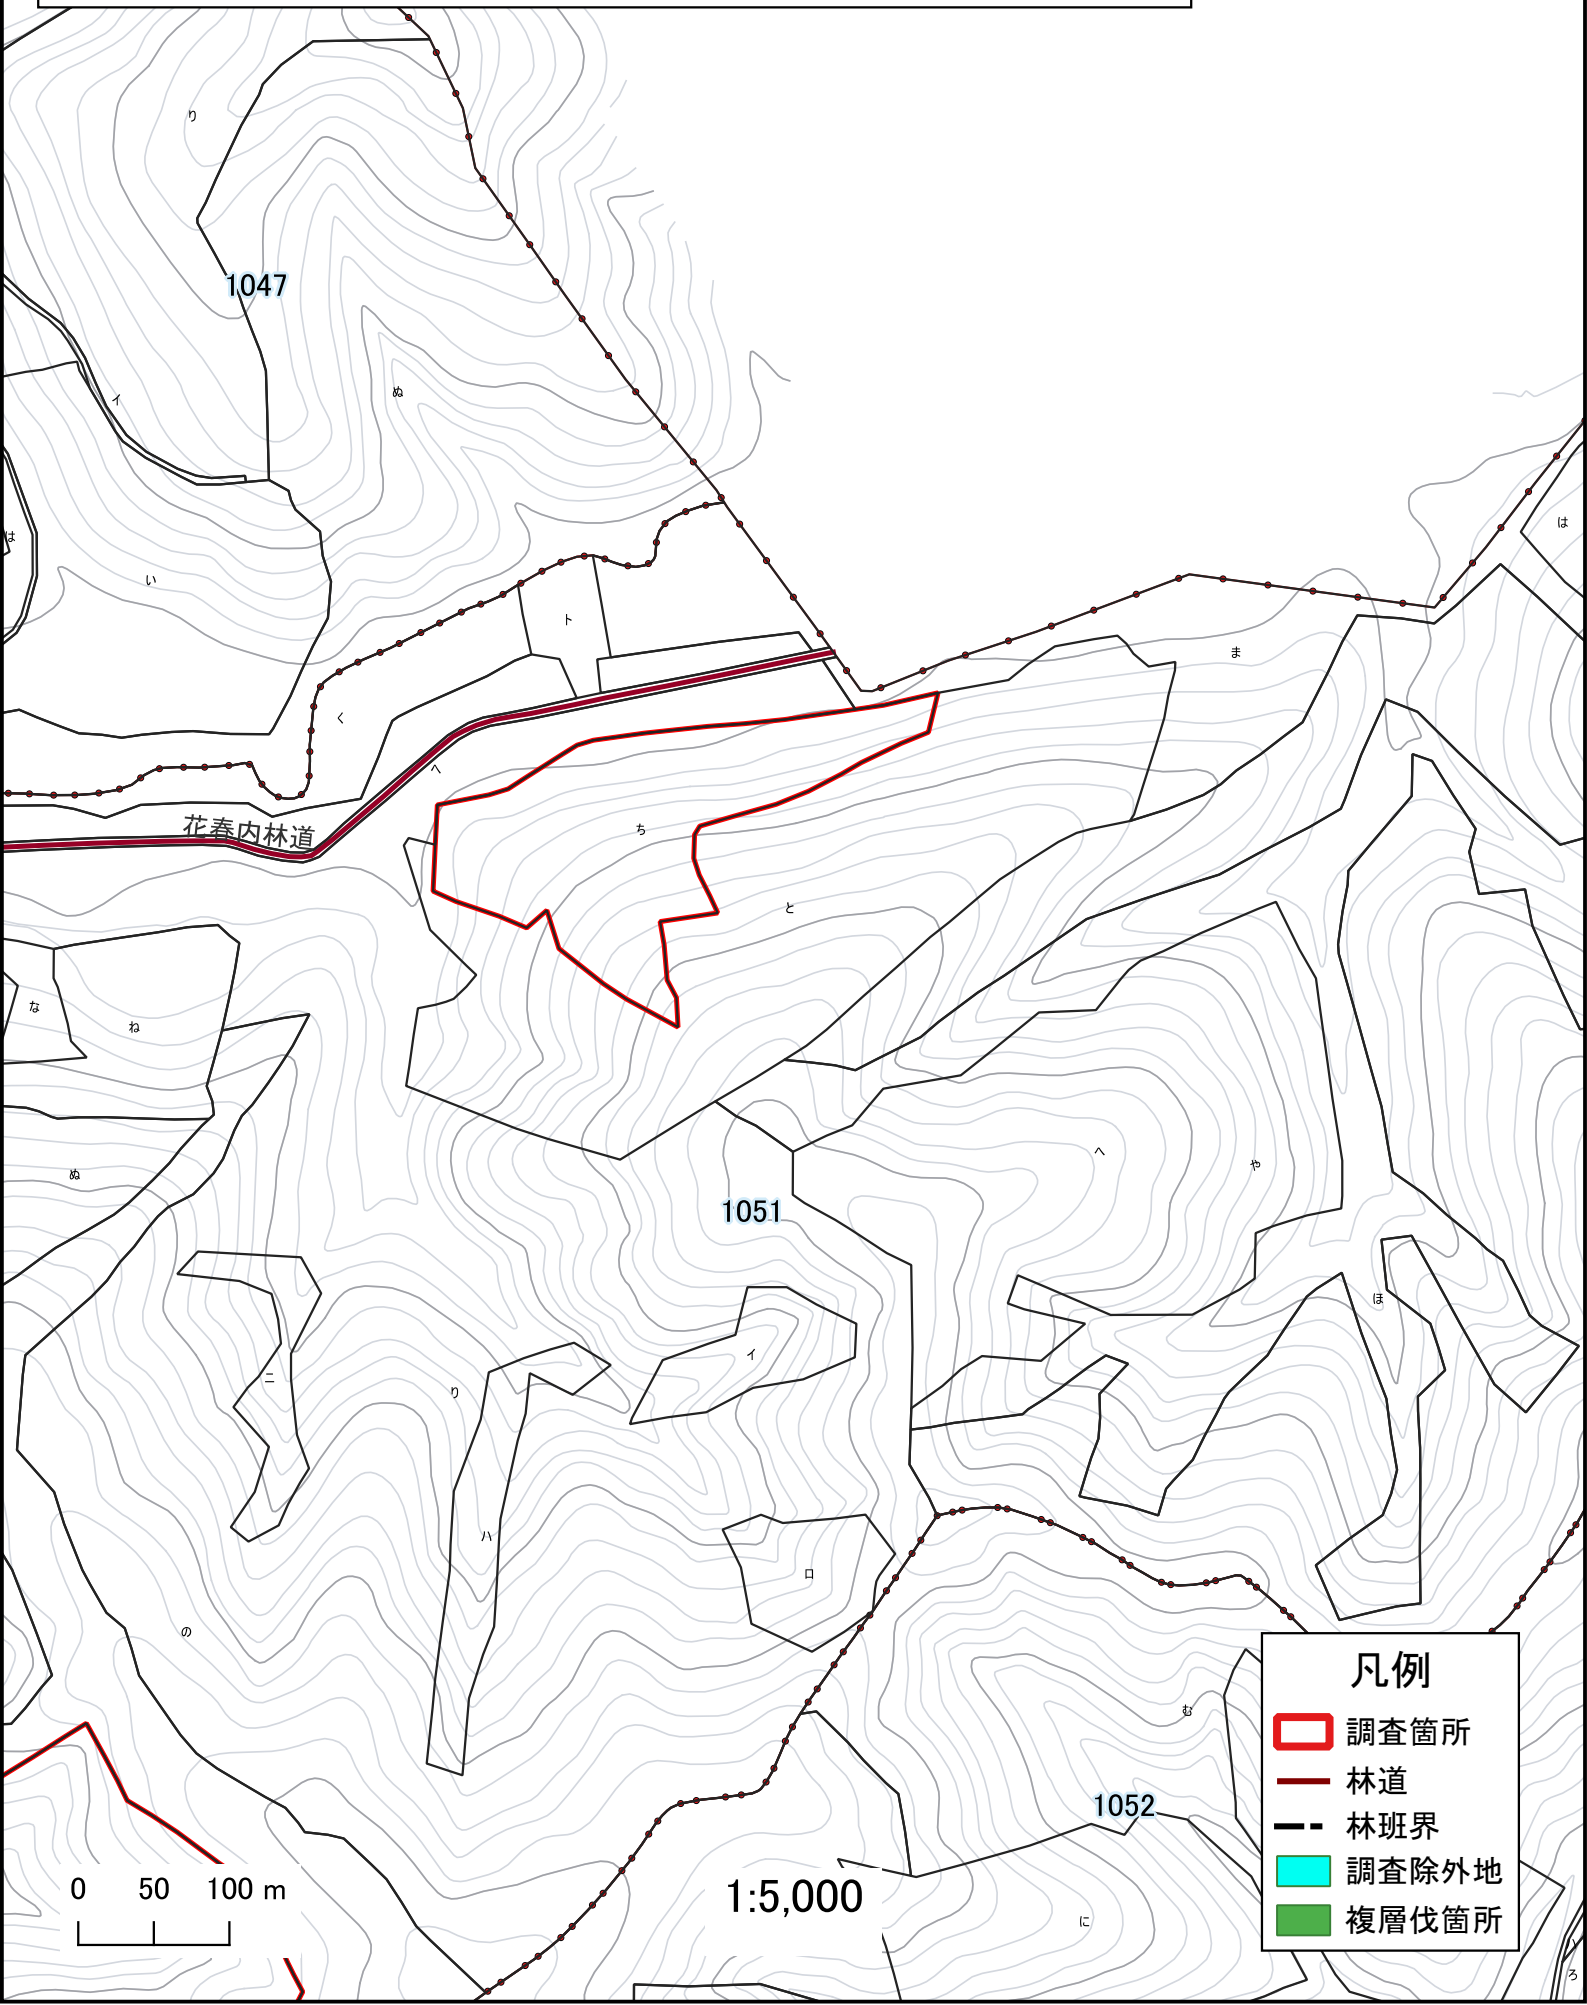 り
1047
ぬ
イ
は
は
い
ト
ま
く
へ
花春内林道
ち
と
な
ね
へ
や
ぬ
1051
ほ
イ
ニ
り
ハ
ロ
の
む
1052
に
ろ
凡例
調査箇所
林道
林班界
調査除外地
複層伐箇所
0 50 100 m
1:5,000